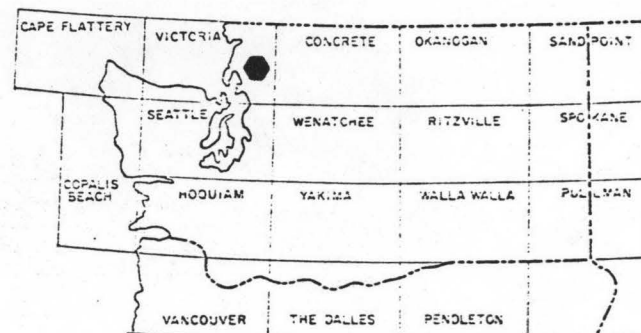 CAPE FLATTERY
VICTORIA
CONCRETE
OKANOGAN
SANDPOINT
SEATTLE
WENATCHEE
RITZVILLE
SPOKANE
COPALIS
BEACH
HOQUIAM
YAKIMA
WALLA WALLA
PULLMAN
VANCOUVER
THE DALLES
PENDLETON